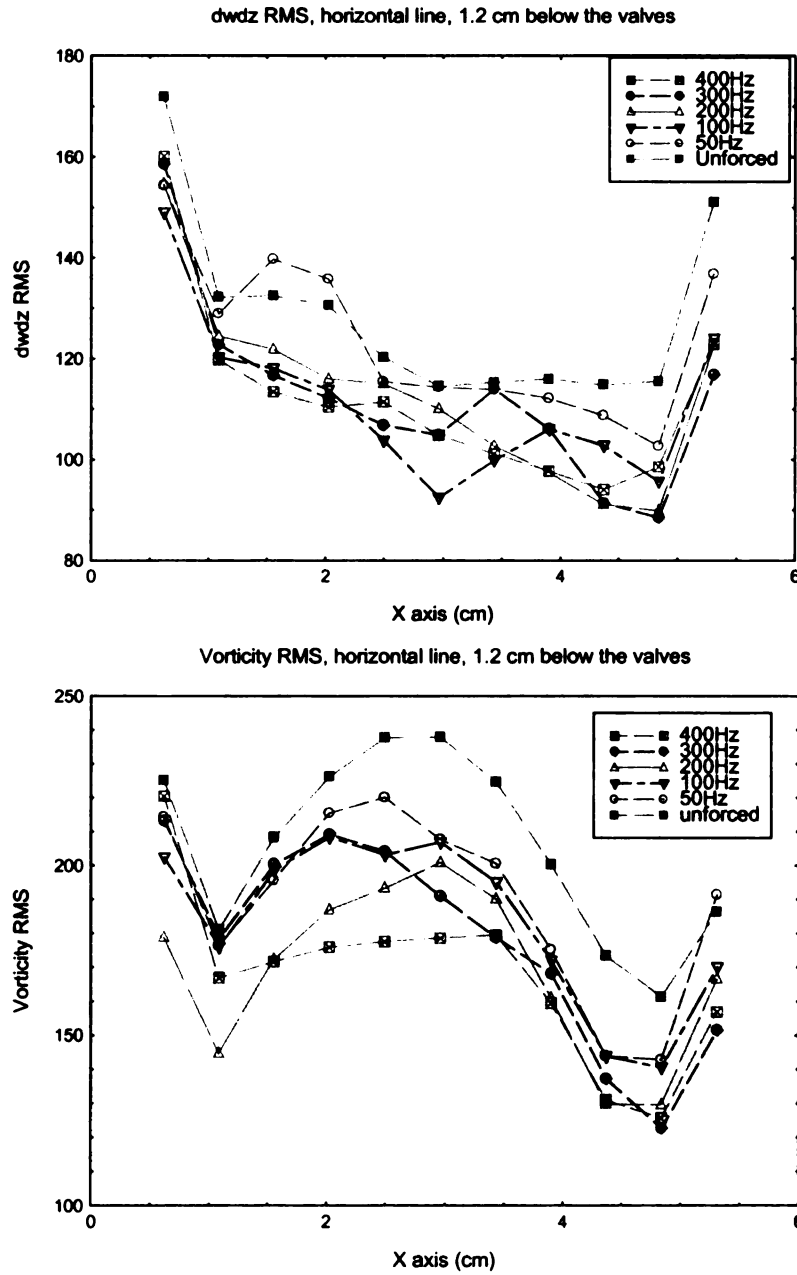 dwdz RMS, horizontal line, 1.2 cm below the valves
180
160
140
120
100
80
dwdz RMS
400Hz
300Hz
200Hz
100Hz
50Hz
Unforced
0
2
4
6
X axis (cm)
Vorticity RMS, horizontal line, 1.2 cm below the valves
250
200
150
100
Vorticity RMS
400Hz
300Hz
200Hz
100Hz
50Hz
unforced
0
2
4
6
X axis (cm)